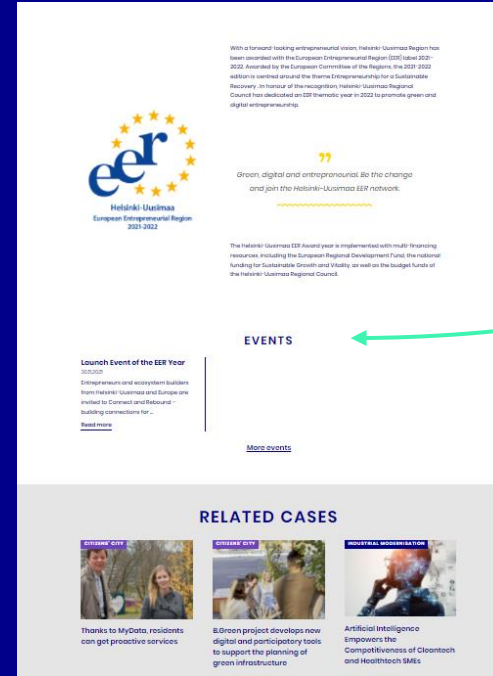 With a forward-looking entrepreneurial vision, Helsinki-Uusimaa Region has
been awarded with the European Entrepreneurial Region (EER) label 2021-
2022. Awarded by the European Committee of the Regions, the 2021-2022
edition is centred around the theme Entrepreneurship for a Sustainable
Recovery . In honour of the recognition, Helsinki-Uusimaa Regional
Council has dedicated an EER thematic year in 2022 to promote green and
digital entrepreneurship.
eer
Helsinki-Uusimaa
European Entrepreneurial Region
2021-2022
”
Green, digital and entrepreneurial. Be the change
and join the Helsinki-Uusimaa EER network.
The Helsinki-Uusimaa EER Award year is implemented with multi-financing
resources, including the European Regional Development Fund, the national
funding for Sustainable Growth and Vitality, as well as the budget funds of
the Helsinki-Uusimaa Regional Council.
EVENTS
Launch Event of the EER Year
30.11.2021
Entrepreneurs and ecosystem builders
from Helsinki-Uusimaa and Europe are
invited to Connect and Rebound –
building connections for ...
Read more
More events
RELATED CASES
CITIZENS' CITY
Thanks to MyData, residents
can get proactive services
CITIZENS' CITY
B.Green project develops new
digital and participatory tools
to support the planning of
green infrastructure
INDUSTRIAL MODERNISATION
Artificial Intelligence
Empowers the
Competitiveness of Cleantech
and Healthtech SMEs